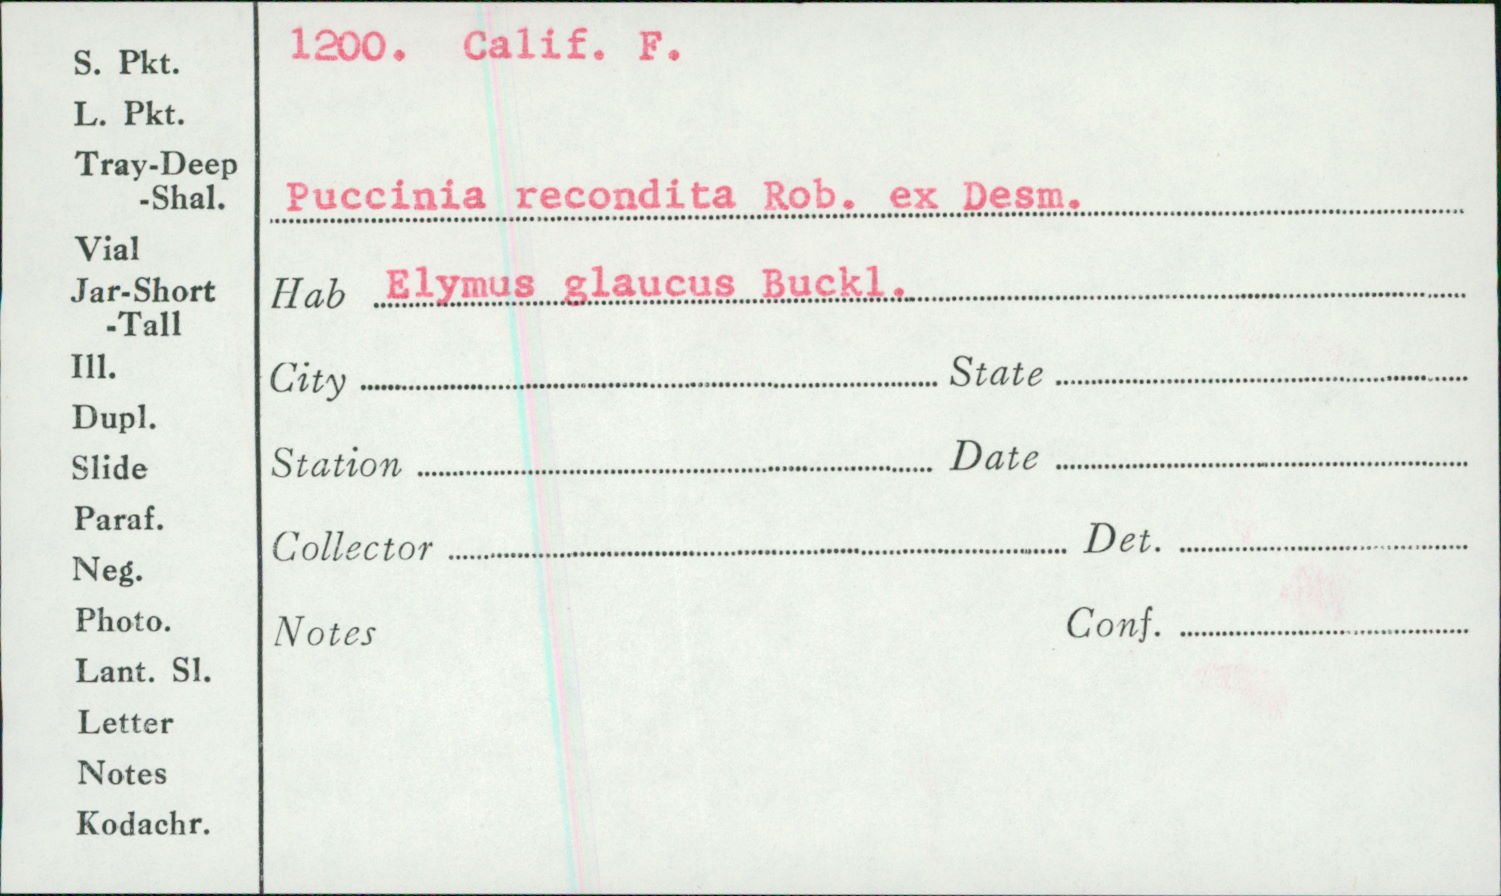 1200. Calif. F.
Puccinia recondita Rob. ex Desm.
Hab Elymus glaucus Buckl.
City State
Station Date
Collector Det.
Notes Conf.
S. Pkt.
L. Pkt.
Tray-Deep
-Shal.
Vial
Jar-Short
-Tall
Ill.
Dupl.
Slide
Paraf.
Neg.
Photo.
Lant. Sl.
Letter
Notes
Kodachr.